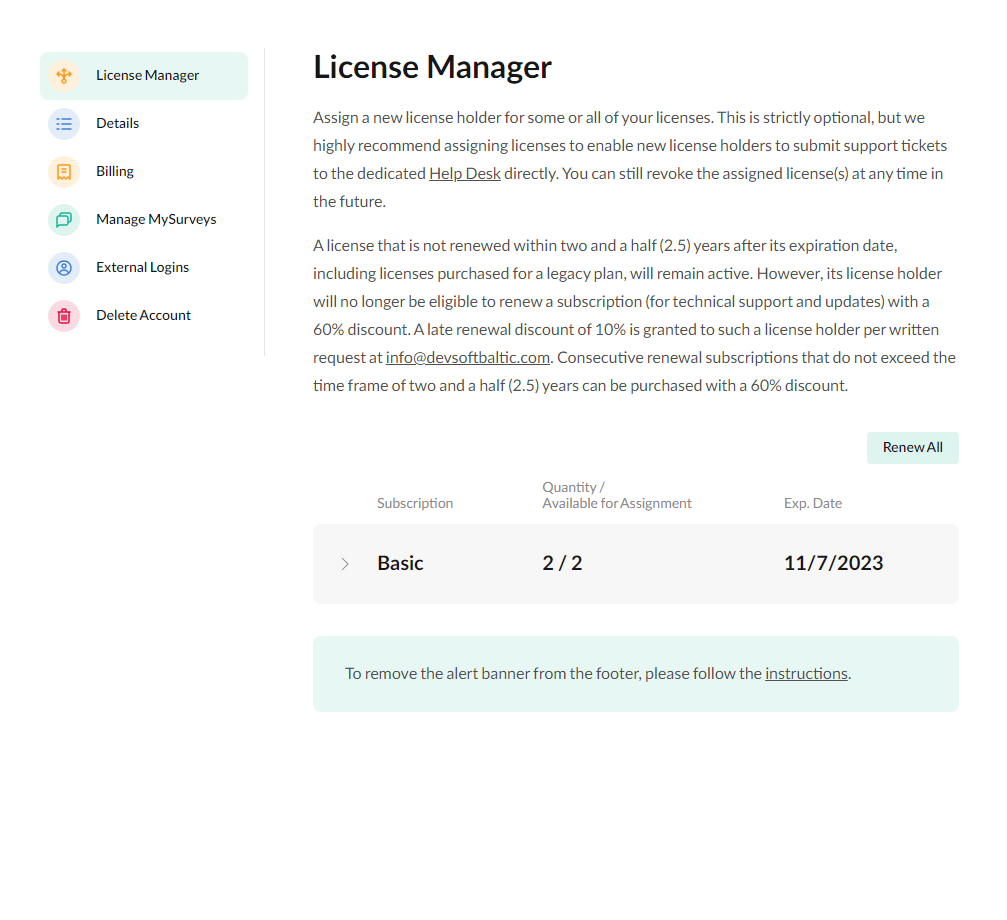 License Manager
Details
Billing
Manage MySurveys
External Logins
Delete Account
License Manager
Assign a new license holder for some or all of your licenses. This is strictly optional, but we
highly recommend assigning licenses to enable new license holders to submit support tickets
to the dedicated Help Desk directly. You can still revoke the assigned license(s) at any time in
the future.
A license that is not renewed within two and a half (2.5) years after its expiration date,
including licenses purchased for a legacy plan, will remain active. However, its license holder
will no longer be eligible to renew a subscription (for technical support and updates) with a
60% discount. A late renewal discount of 10% is granted to such a license holder per written
request at info@devsoftbaltic.com. Consecutive renewal subscriptions that do not exceed the
time frame of two and a half (2.5) years can be purchased with a 60% discount.
Renew All
Subscription
Quantity /
Available for Assignment
Exp. Date
Basic
2 / 2
11/7/2023
To remove the alert banner from the footer, please follow the instructions.